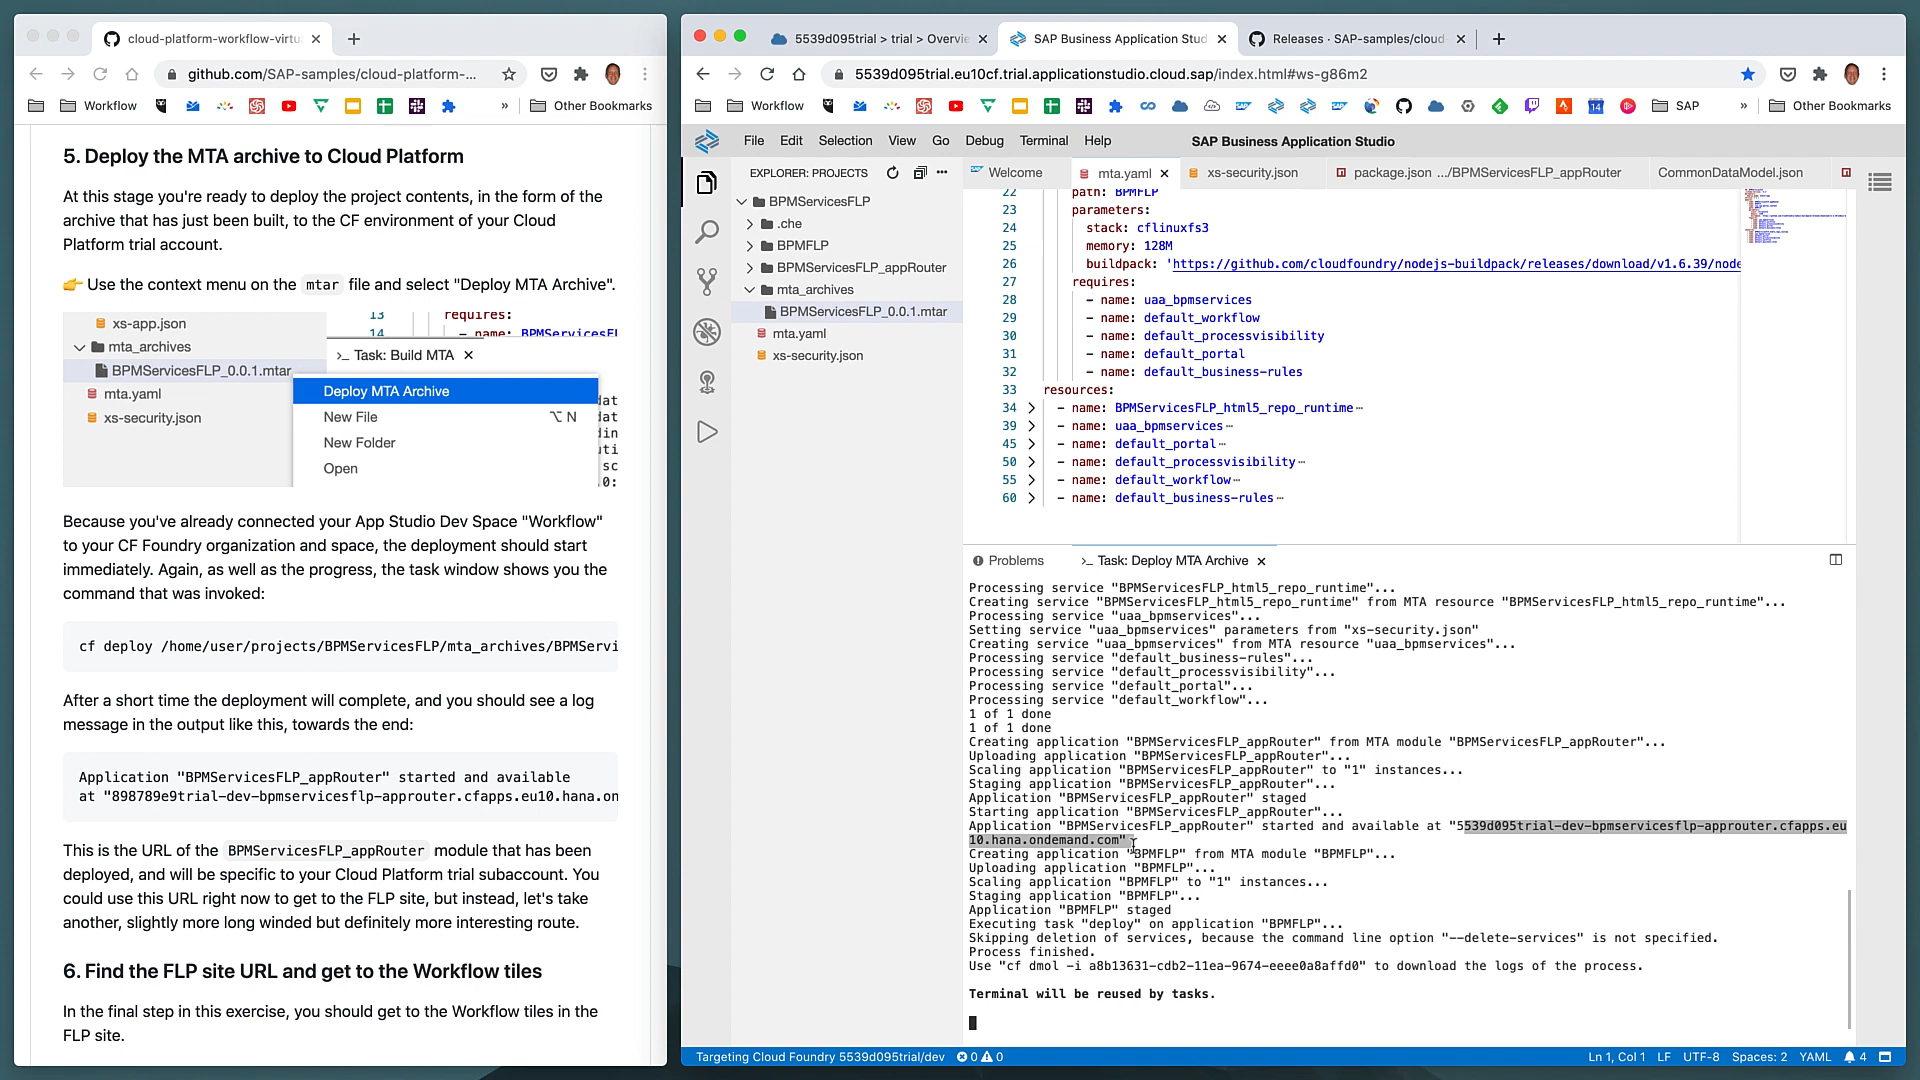 cloud-platform-workflow-virtu
github.com/SAP-samples/cloud-platform-...
Workflow
»
Other Bookmarks
5. Deploy the MTA archive to Cloud Platform
At this stage you're ready to deploy the project contents, in the form of the
archive that has just been built, to the CF environment of your Cloud
Platform trial account.
👉 Use the context menu on the mtar file and select "Deploy MTA Archive".
xs-app.json
mta_archives
BPMServicesFLP_0.0.1.mtar
mta.yaml
xs-security.json
13 requires:
14 - name: BPMServicesFL
>_ Task: Build MTA
Deploy MTA Archive
New File ⌥ N
New Folder
Open
Because you've already connected your App Studio Dev Space "Workflow"
to your CF Foundry organization and space, the deployment should start
immediately. Again, as well as the progress, the task window shows you the
command that was invoked:
cf deploy /home/user/projects/BPMServicesFLP/mta_archives/BPMServi
After a short time the deployment will complete, and you should see a log
message in the output like this, towards the end:
Application "BPMServicesFLP_appRouter" started and available
at "898789e9trial-dev-bpmservicesflp-approuter.cfapps.eu10.hana.on
This is the URL of the BPMServicesFLP_appRouter module that has been
deployed, and will be specific to your Cloud Platform trial subaccount. You
could use this URL right now to get to the FLP site, but instead, let's take
another, slightly more long winded but definitely more interesting route.
6. Find the FLP site URL and get to the Workflow tiles
In the final step in this exercise, you should get to the Workflow tiles in the
FLP site.
5539d095trial > trial > Overvie
SAP Business Application Stud
Releases · SAP-samples/cloud-
5539d095trial.eu10cf.trial.applicationstudio.cloud.sap/index.html#ws-g86m2
Workflow
14
SAP
»
Other Bookmarks
File Edit Selection View Go Debug Terminal Help
SAP Business Application Studio
EXPLORER: PROJECTS
BPMServicesFLP
.che
BPMFLP
BPMServicesFLP_appRouter
mta_archives
BPMServicesFLP_0.0.1.mtar
mta.yaml
xs-security.json
Welcome
mta.yaml
xs-security.json
package.json .../BPMServicesFLP_appRouter
CommonDataModel.json
22 path: BPMFLP
23 parameters:
24 stack: cflinuxfs3
25 memory: 128M
26 buildpack: 'https://github.com/cloudfoundry/nodejs-buildpack/releases/download/v1.6.39/node
27 requires:
28 - name: uaa_bpmservices
29 - name: default_workflow
30 - name: default_processvisibility
31 - name: default_portal
32 - name: default_business-rules
33 resources:
34 - name: BPMServicesFLP_html5_repo_runtime⋯
39 - name: uaa_bpmservices⋯
45 - name: default_portal⋯
50 - name: default_processvisibility⋯
55 - name: default_workflow⋯
60 - name: default_business-rules⋯
Problems
>_ Task: Deploy MTA Archive
Processing service "BPMServicesFLP_html5_repo_runtime"...
Creating service "BPMServicesFLP_html5_repo_runtime" from MTA resource "BPMServicesFLP_html5_repo_runtime"...
Processing service "uaa_bpmservices"...
Setting service "uaa_bpmservices" parameters from "xs-security.json"
Creating service "uaa_bpmservices" from MTA resource "uaa_bpmservices"...
Processing service "default_business-rules"...
Processing service "default_processvisibility"...
Processing service "default_portal"...
Processing service "default_workflow"...
1 of 1 done
1 of 1 done
Creating application "BPMServicesFLP_appRouter" from MTA module "BPMServicesFLP_appRouter"...
Uploading application "BPMServicesFLP_appRouter"...
Scaling application "BPMServicesFLP_appRouter" to "1" instances...
Staging application "BPMServicesFLP_appRouter"...
Application "BPMServicesFLP_appRouter" staged
Starting application "BPMServicesFLP_appRouter"...
Application "BPMServicesFLP_appRouter" started and available at "5539d095trial-dev-bpmservicesflp-approuter.cfapps.eu
10.hana.ondemand.com"
Creating application "BPMFLP" from MTA module "BPMFLP"...
Uploading application "BPMFLP"...
Scaling application "BPMFLP" to "1" instances...
Staging application "BPMFLP"...
Application "BPMFLP" staged
Executing task "deploy" on application "BPMFLP"...
Skipping deletion of services, because the command line option "--delete-services" is not specified.
Process finished.
Use "cf dmol -i a8b13631-cdb2-11ea-9674-eeee0a8affd0" to download the logs of the process.
Terminal will be reused by tasks.
Targeting Cloud Foundry 5539d095trial/dev 0 0
Ln 1, Col 1 LF UTF-8 Spaces: 2 YAML 4